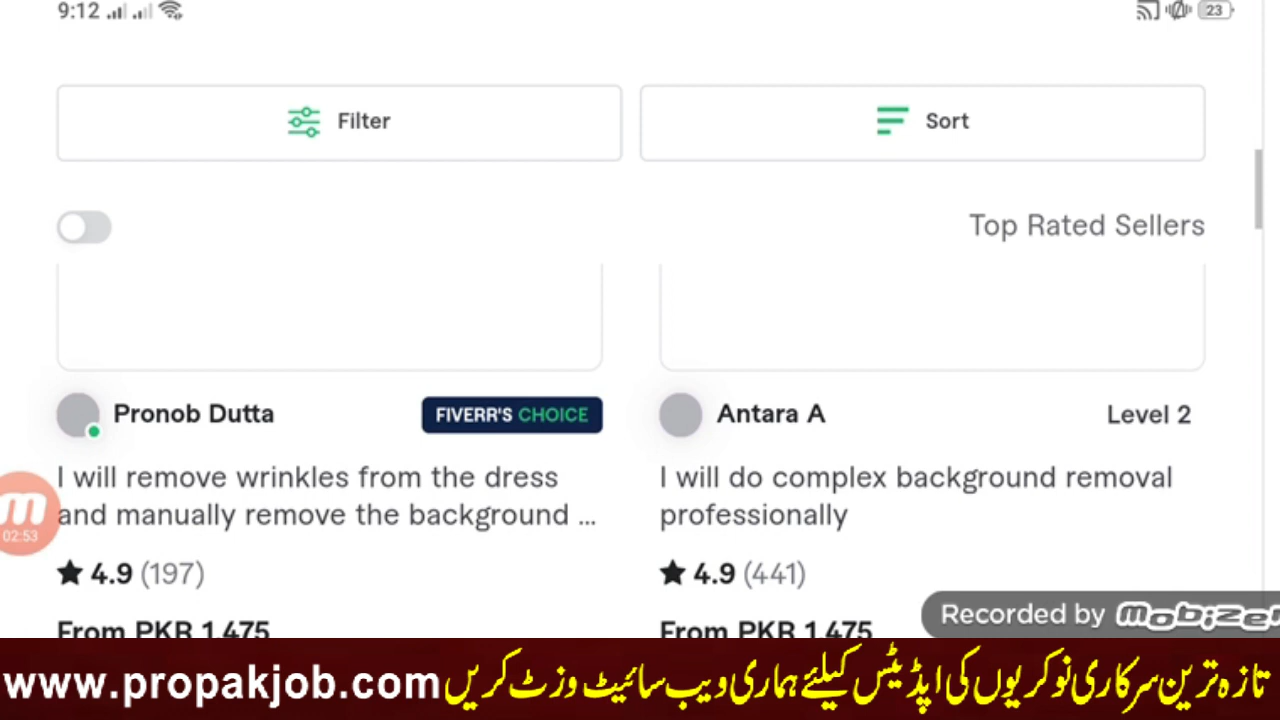 9:12
23
Filter
Sort
Top Rated Sellers
Pronob Dutta
FIVERR'S CHOICE
Antara A
Level 2
I will remove wrinkles from the dress
and manually remove the background ...
I will do complex background removal
professionally
02:53
★ 4.9 (197)
★ 4.9 (441)
Recorded by mobizen
From PKR 1,475
From PKR 1,475
www.propakjob.com تازہ ترین سرکاری نوکریوں کی اپڈیٹس کیلئے ہماری ویب سائیٹ وزٹ کریں